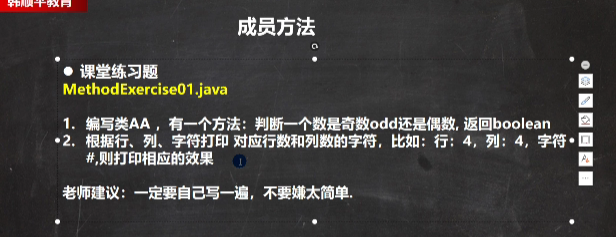 韩顺平教育
成员方法
● 课堂练习题
MethodExercise01.java
1. 编写类AA ，有一个方法：判断一个数是奇数odd还是偶数, 返回boolean
2. 根据行、列、字符打印 对应行数和列数的字符，比如：行：4，列：4，字符
#,则打印相应的效果
老师建议：一定要自己写一遍，不要嫌太简单.